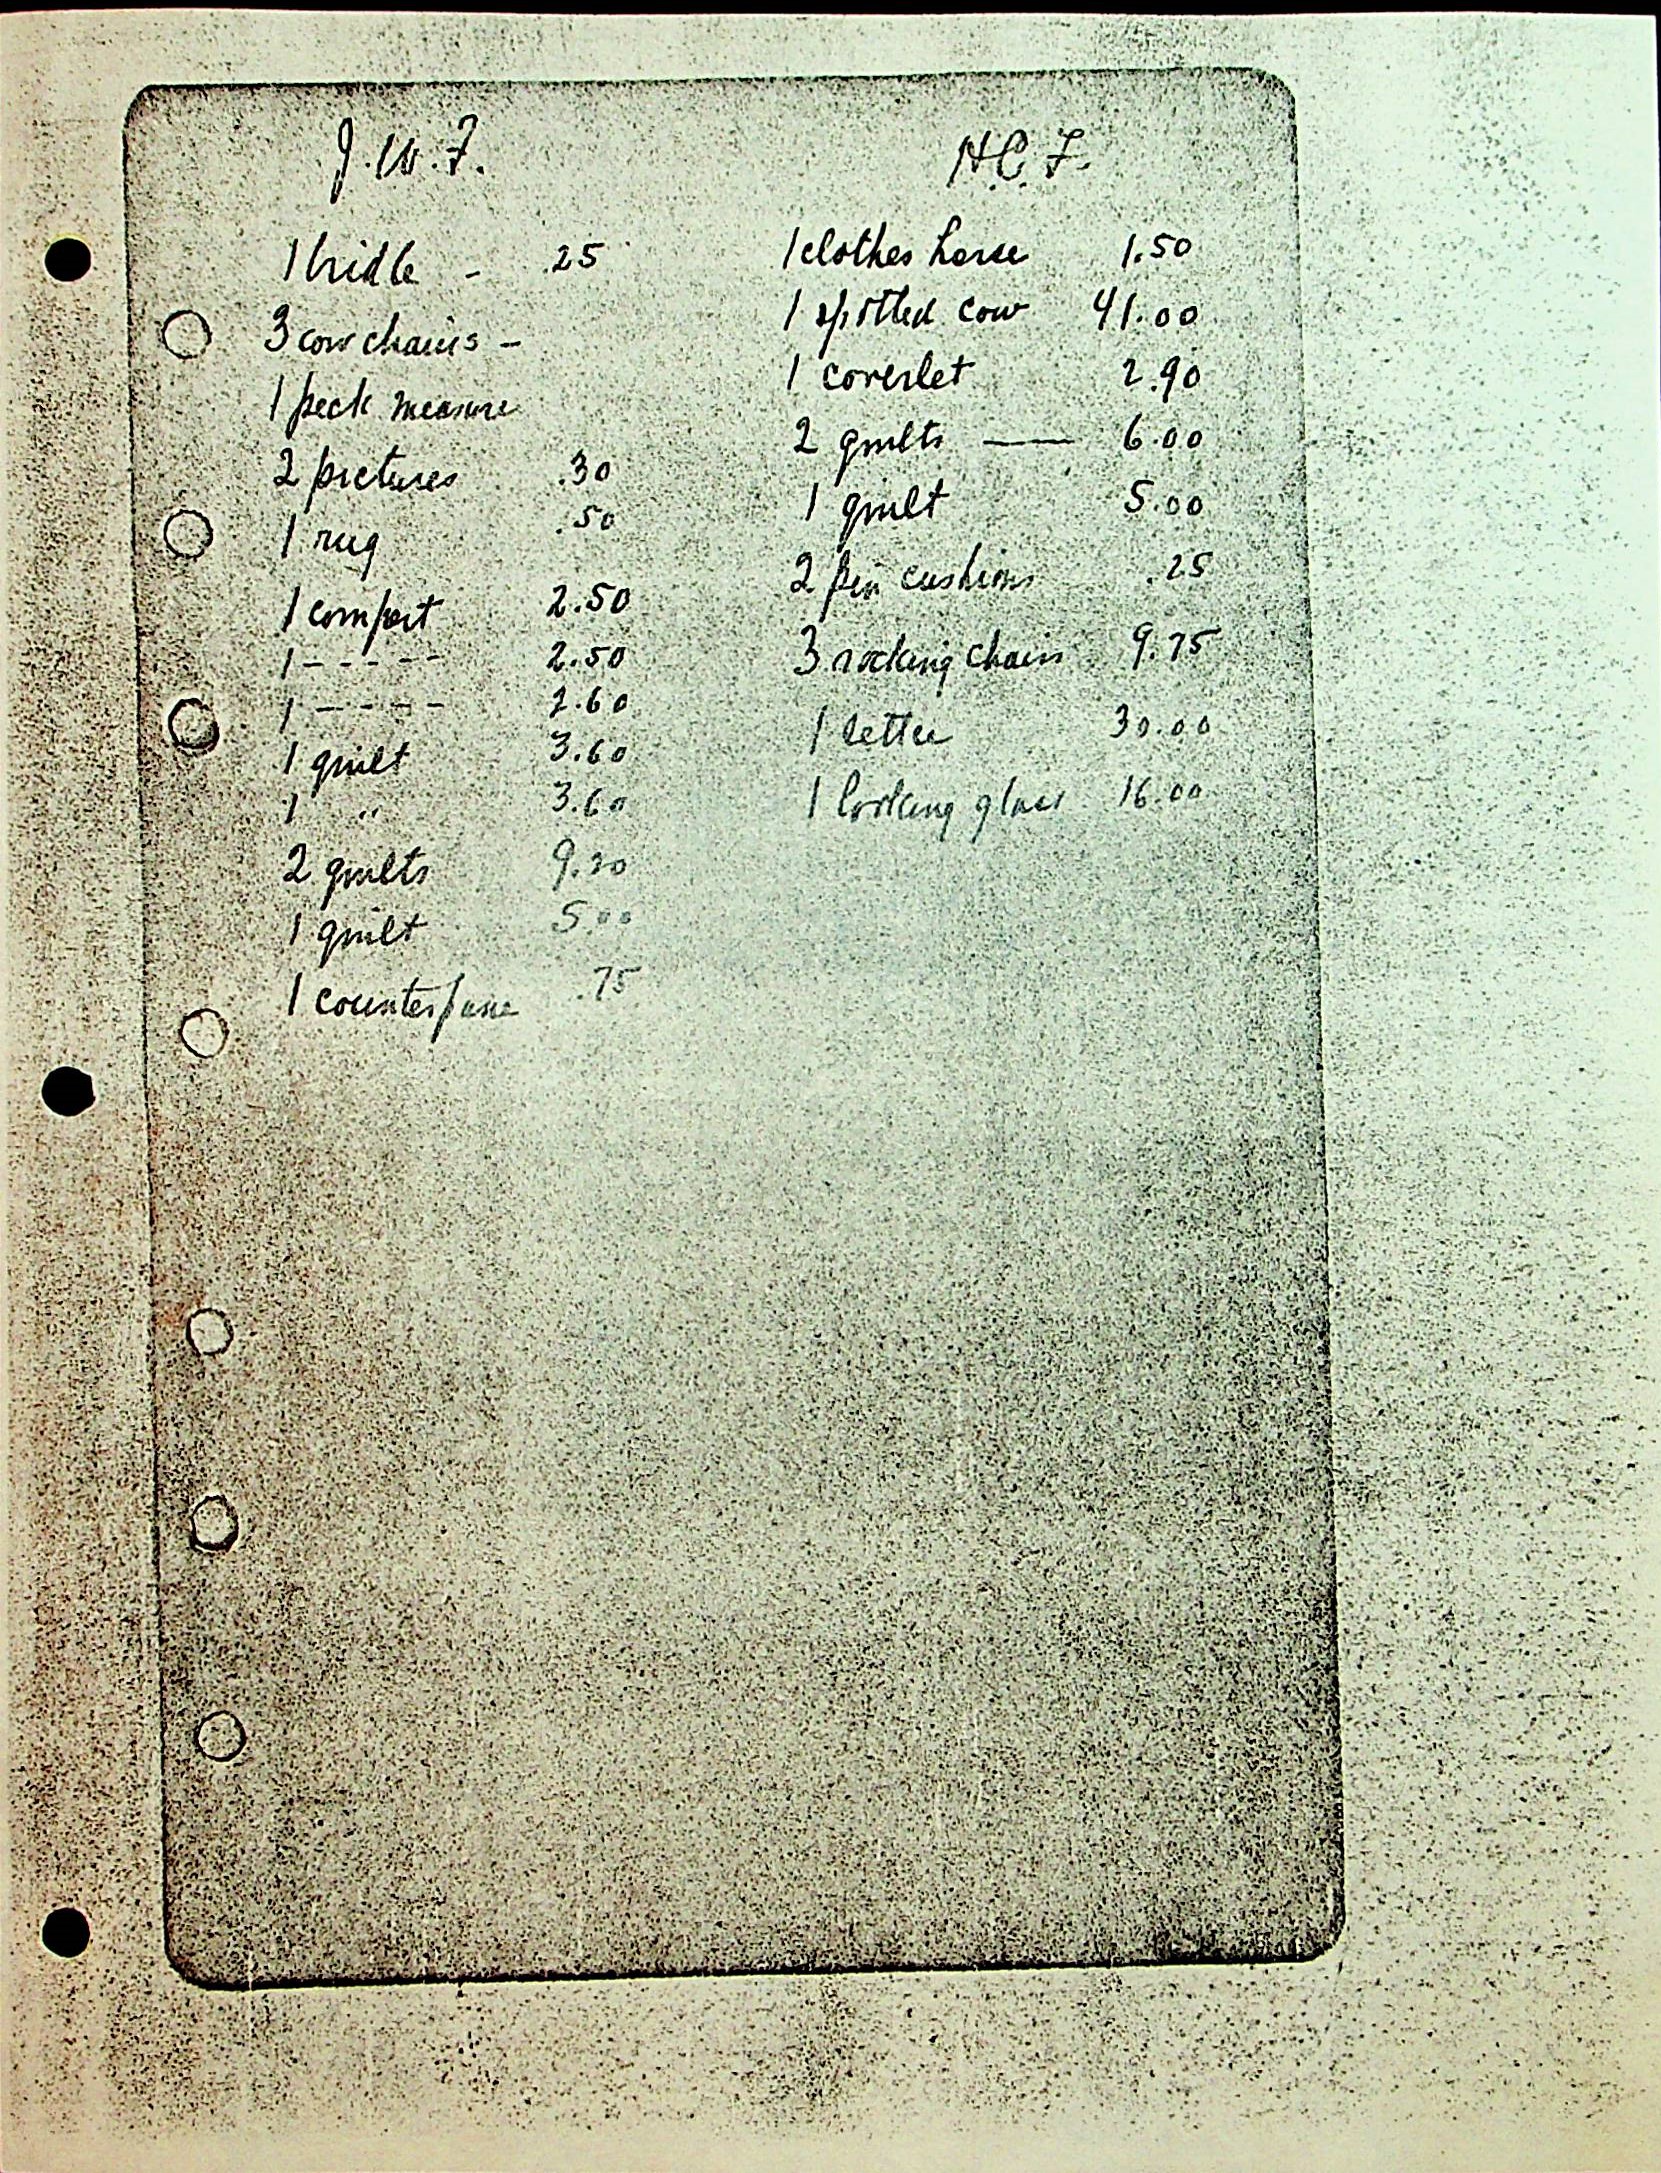 J.W.F.
1 bridle - .25
3 cow chains -
1 peck measure
2 pictures .30
1 rug .50
1 comfort 2.50
1 - - - - - 2.50
1 - - - - 2.60
1 quilt 3.60
1 " 3.60
2 quilts 9.20
1 quilt 5.00
1 counterpane .75
H.C.F.
1 clothes horse 1.50
1 spotted cow 41.00
1 coverlet 2.90
2 quilts — 6.00
1 quilt 5.00
2 pin cushions .25
3 rocking chairs 9.75
1 settee 30.00
1 looking glass 16.00